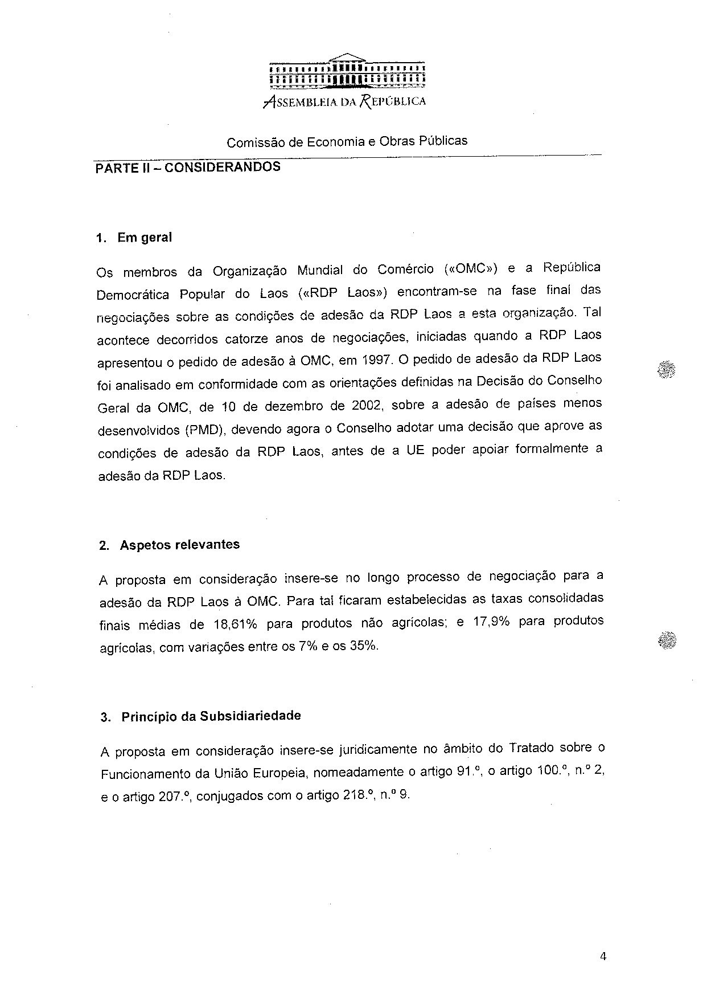 ASSEMBLEIA DA REPÚBLICA
Comissão de Economia e Obras Públicas
PARTE II – CONSIDERANDOS
1. Em geral
Os membros da Organização Mundial do Comércio («OMC») e a República
Democrática Popular do Laos («RDP Laos») encontram-se na fase final das
negociações sobre as condições de adesão da RDP Laos a esta organização. Tal
acontece decorridos catorze anos de negociações, iniciadas quando a RDP Laos
apresentou o pedido de adesão à OMC, em 1997. O pedido de adesão da RDP Laos
foi analisado em conformidade com as orientações definidas na Decisão do Conselho
Geral da OMC, de 10 de dezembro de 2002, sobre a adesão de países menos
desenvolvidos (PMD), devendo agora o Conselho adotar uma decisão que aprove as
condições de adesão da RDP Laos, antes de a UE poder apoiar formalmente a
adesão da RDP Laos.
2. Aspetos relevantes
A proposta em consideração insere-se no longo processo de negociação para a
adesão da RDP Laos à OMC. Para tal ficaram estabelecidas as taxas consolidadas
finais médias de 18,61% para produtos não agrícolas; e 17,9% para produtos
agrícolas, com variações entre os 7% e os 35%.
3. Princípio da Subsidiariedade
A proposta em consideração insere-se juridicamente no âmbito do Tratado sobre o
Funcionamento da União Europeia, nomeadamente o artigo 91.º, o artigo 100.º, n.º 2,
e o artigo 207.º, conjugados com o artigo 218.º, n.º 9.
4